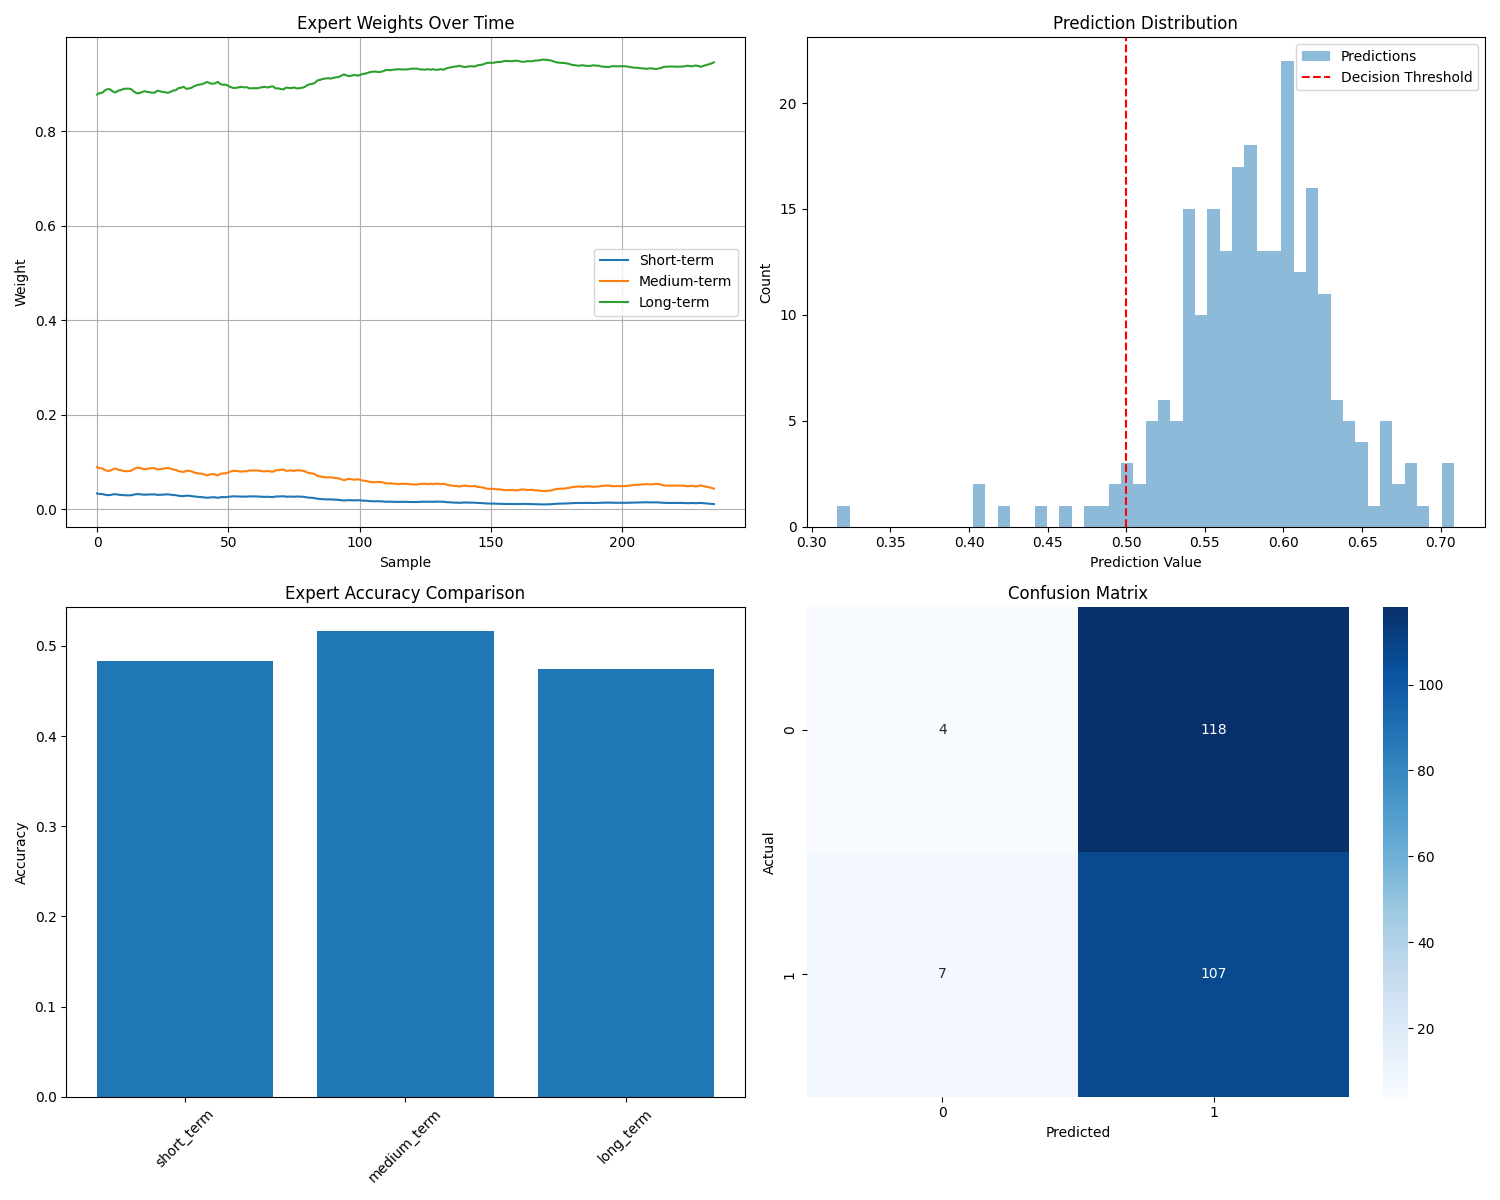 Expert Weights Over Time
Weight
0.8
0.6
0.4
0.2
0.0
Short-term
Medium-term
Long-term
0 50 100 150 200
Sample
Prediction Distribution
Count
20
15
10
5
0
Predictions
Decision Threshold
0.30 0.35 0.40 0.45 0.50 0.55 0.60 0.65 0.70
Prediction Value
Expert Accuracy Comparison
Accuracy
0.5
0.4
0.3
0.2
0.1
0.0
short_term medium_term long_term
Confusion Matrix
Actual
0
1
4 118
7 107
0 1
Predicted
100
80
60
40
20